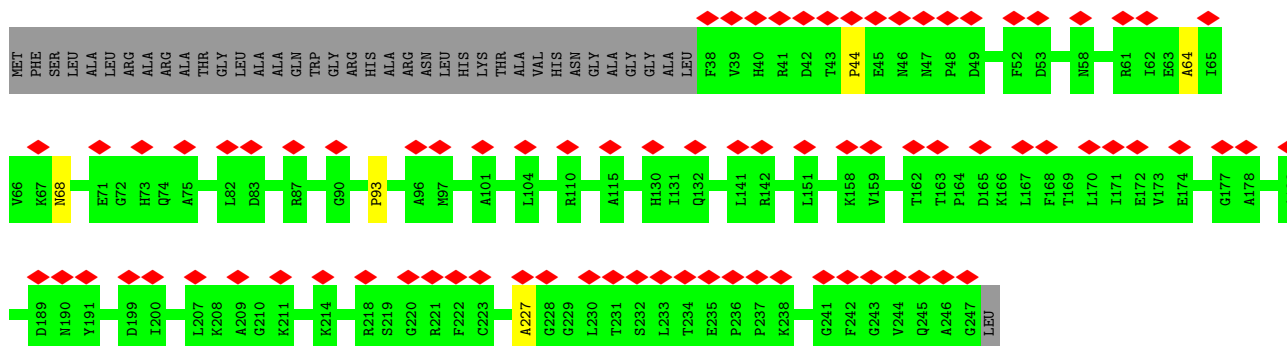 MET PHE SER LEU ALA LEU ARG ALA ARG ALA THR GLY LEU ALA ALA GLN TRP GLY ARG HIS ALA ARG ASN LEU HIS LYS THR ALA VAL HIS ASN GLY ALA GLY GLY ALA LEU F38 V39 H40 R41 D42 T43 P44 E45 N46 N47 P48 D49 F52 D53 N58 R61 I62 E63 A64 I65
V66 K67 N68 E71 G72 H73 Q74 A75 L82 D83 R87 G90 P93 A96 M97 A101 L104 R110 A115 H130 I131 Q132 L141 R142 L151 K158 V159 T162 T163 P164 D165 K166 L167 F168 T169 L170 I171 E172 V173 E174 G177 A178
D189 N190 Y191 D199 I200 L207 K208 A209 G210 K211 K214 R218 S219 G220 R221 F222 C223 A227 G228 G229 L230 T231 S232 L233 T234 E235 P236 P237 K238 G241 F242 G243 V244 Q245 A246 G247 LEU